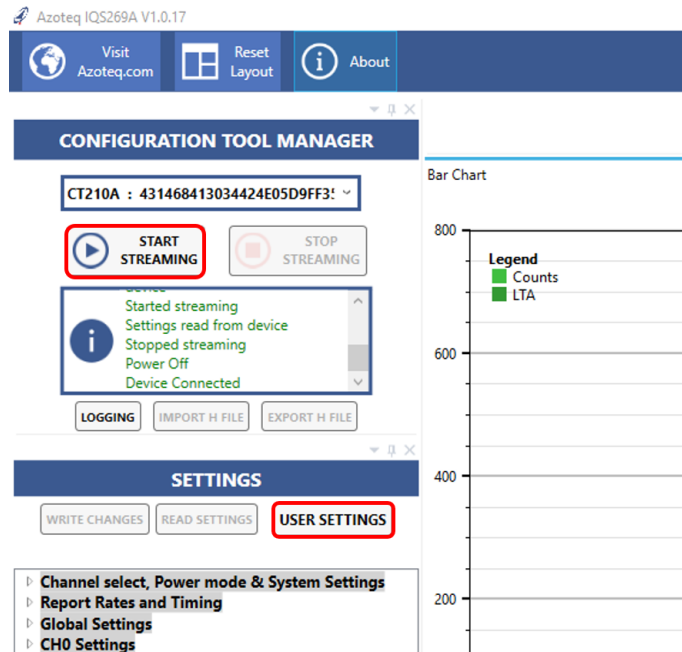 Azoteq IQS269A V1.0.17
Visit
Azoteq.com
Reset
Layout
About
CONFIGURATION TOOL MANAGER
CT210A : 431468413034424E05D9FF35
START
STREAMING
STOP
STREAMING
Started streaming
Settings read from device
Stopped streaming
Power Off
Device Connected
LOGGING
IMPORT H FILE
EXPORT H FILE
SETTINGS
WRITE CHANGES
READ SETTINGS
USER SETTINGS
Channel select, Power mode & System Settings
Report Rates and Timing
Global Settings
CH0 Settings
Bar Chart
800
Legend
Counts
LTA
600
400
200